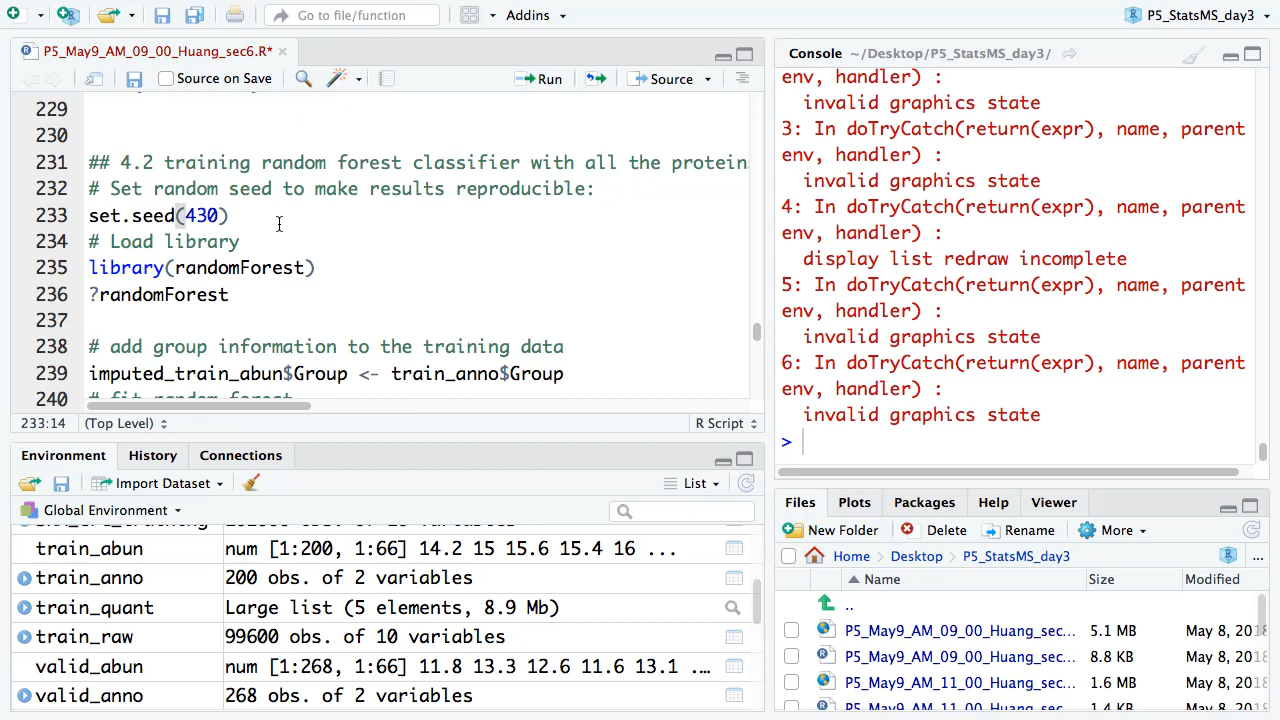 Go to file/function
Addins
P5_StatsMS_day3
P5_May9_AM_09_00_Huang_sec6.R*
Source on Save
Run
Source
229
230
231 ## 4.2 training random forest classifier with all the protein
232 # Set random seed to make results reproducible:
233 set.seed(430)
234 # Load library
235 library(randomForest)
236 ?randomForest
237
238 # add group information to the training data
239 imputed_train_abun$Group <- train_anno$Group
240 # fit random forest
233:14 (Top Level) R Script
Environment History Connections
Import Dataset List
Global Environment
train_abun num [1:200, 1:66] 14.2 15 15.6 15.4 16 ...
train_anno 200 obs. of 2 variables
train_quant Large list (5 elements, 8.9 Mb)
train_raw 99600 obs. of 10 variables
valid_abun num [1:268, 1:66] 11.8 13.3 12.6 11.6 13.1 ...
valid_anno 268 obs. of 2 variables
Console ~/Desktop/P5_StatsMS_day3/
env, handler) :
invalid graphics state
3: In doTryCatch(return(expr), name, parent
env, handler) :
invalid graphics state
4: In doTryCatch(return(expr), name, parent
env, handler) :
display list redraw incomplete
5: In doTryCatch(return(expr), name, parent
env, handler) :
invalid graphics state
6: In doTryCatch(return(expr), name, parent
env, handler) :
invalid graphics state
>
Files Plots Packages Help Viewer
New Folder Delete Rename More
Home Desktop P5_StatsMS_day3 ...
Name Size Modified
..
P5_May9_AM_09_00_Huang_sec... 5.1 MB May 8, 201
P5_May9_AM_09_00_Huang_sec... 8.8 KB May 8, 201
P5_May9_AM_11_00_Huang_sec... 1.6 MB May 8, 201
P5_May9_AM_11_00_Huang_sec... 1.4 KB May 8, 201